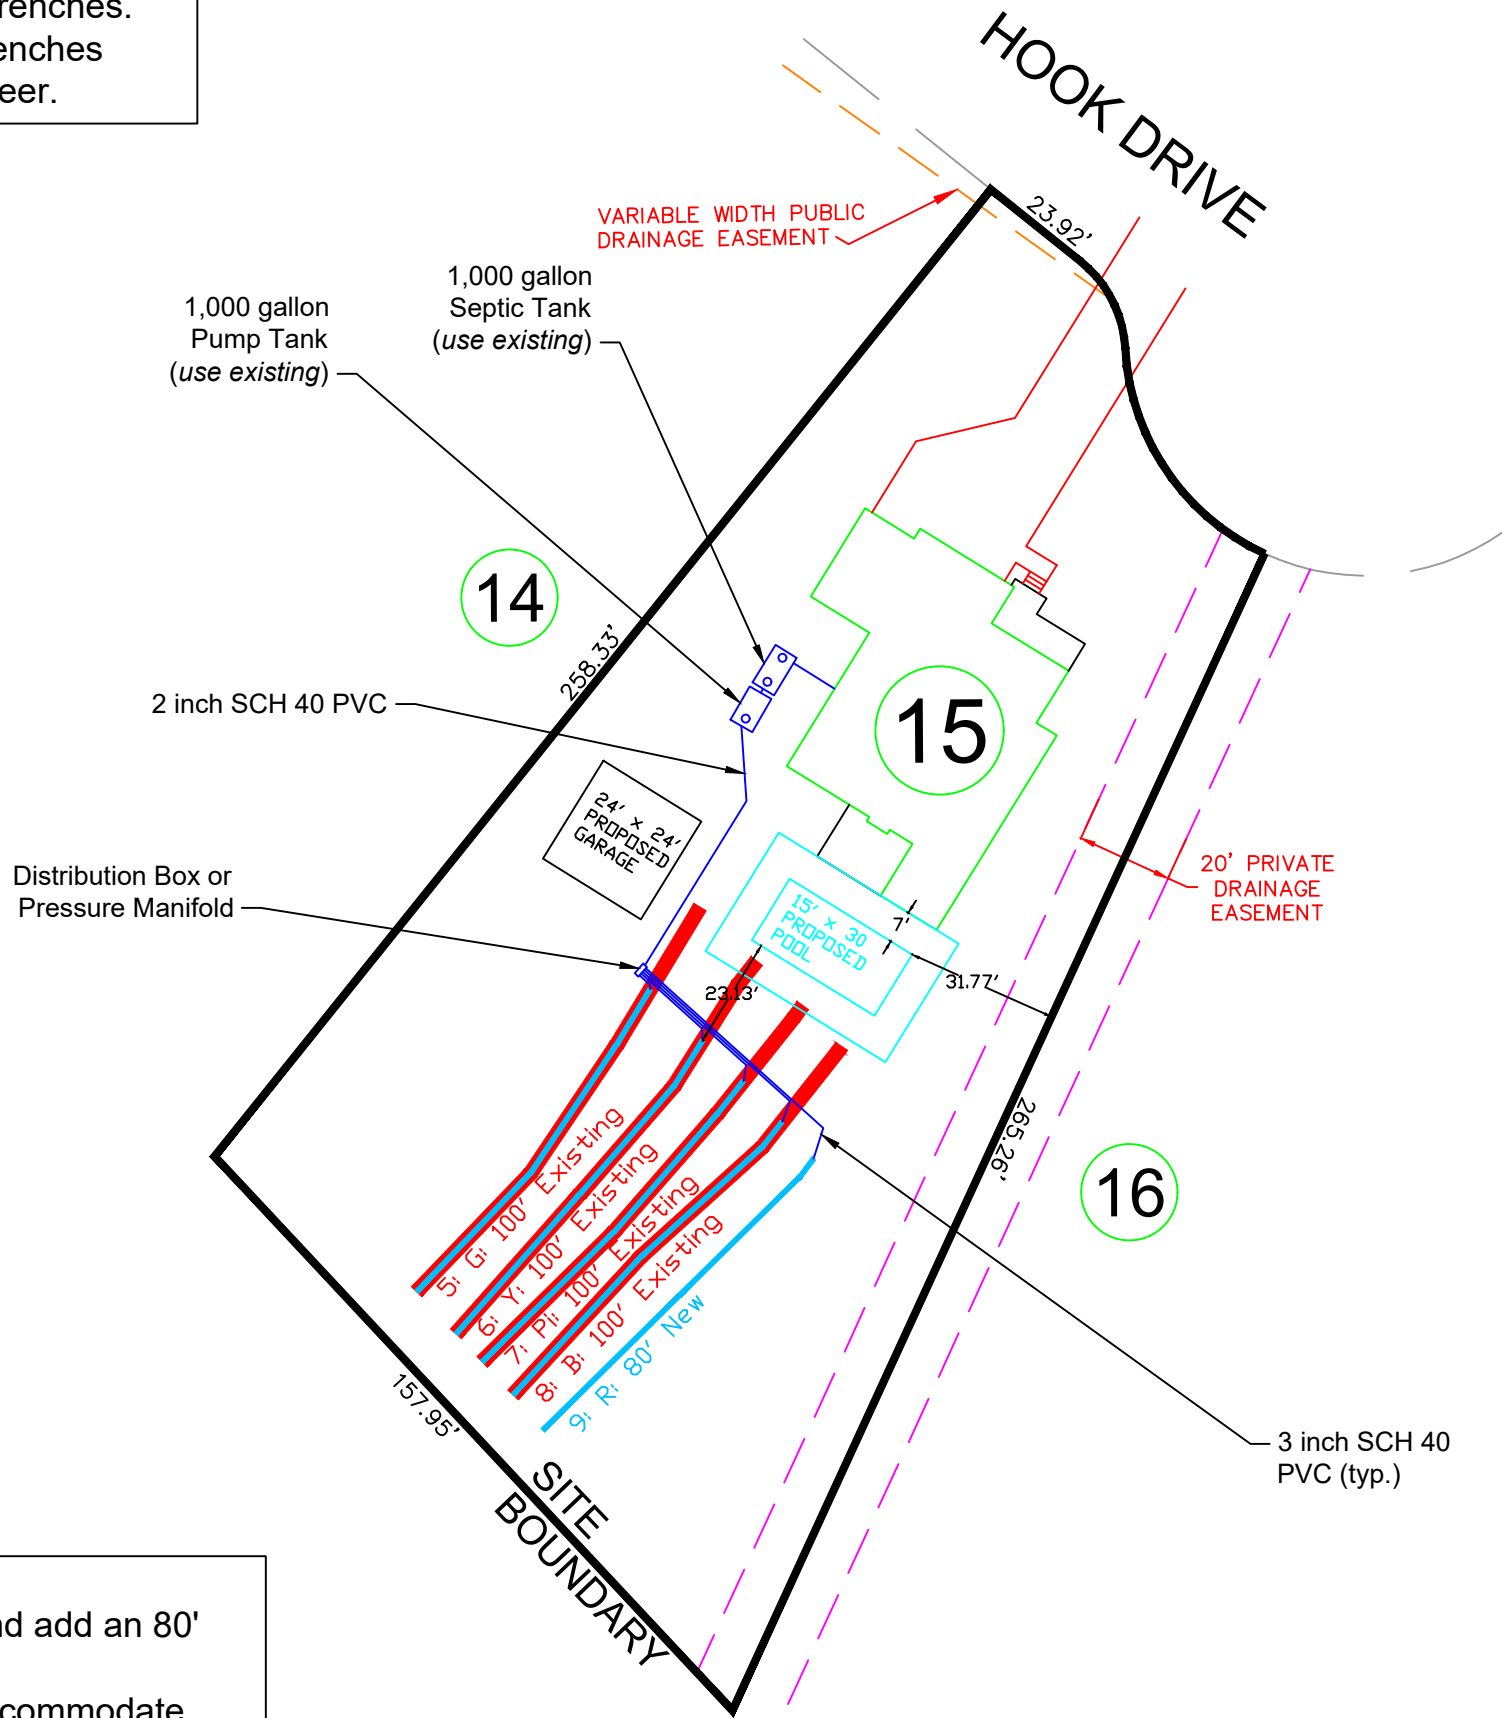 renches.
enches
eer.
HOOK DRIVE
23.92'
VARIABLE WIDTH PUBLIC
DRAINAGE EASEMENT
1,000 gallon
Septic Tank
(use existing)
1,000 gallon
Pump Tank
(use existing)
14
258.33'
2 inch SCH 40 PVC
15
24' x 24'
PROPOSED
GARAGE
Distribution Box or
Pressure Manifold
20' PRIVATE
DRAINAGE
EASEMENT
15' x 30
PROPOSED
POOL
7'
31.77'
23.13'
265.26'
16
5: G: 100' Existing
6: Y: 100' Existing
7: Pi: 100' Existing
8: B: 100' Existing
9: R: 80' New
157.95'
3 inch SCH 40
PVC (typ.)
SITE
BOUNDARY
nd add an 80'
commodate